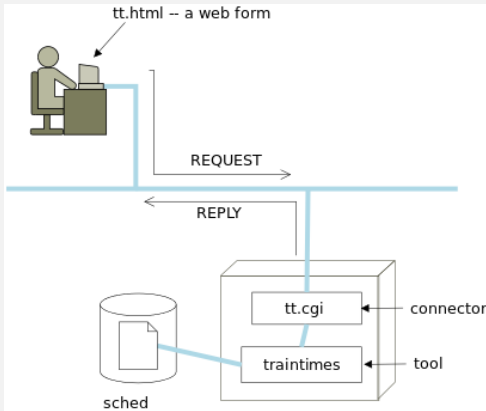 tt.html -- a web form
REQUEST
REPLY
tt.cgi
connector
traintimes
tool
sched